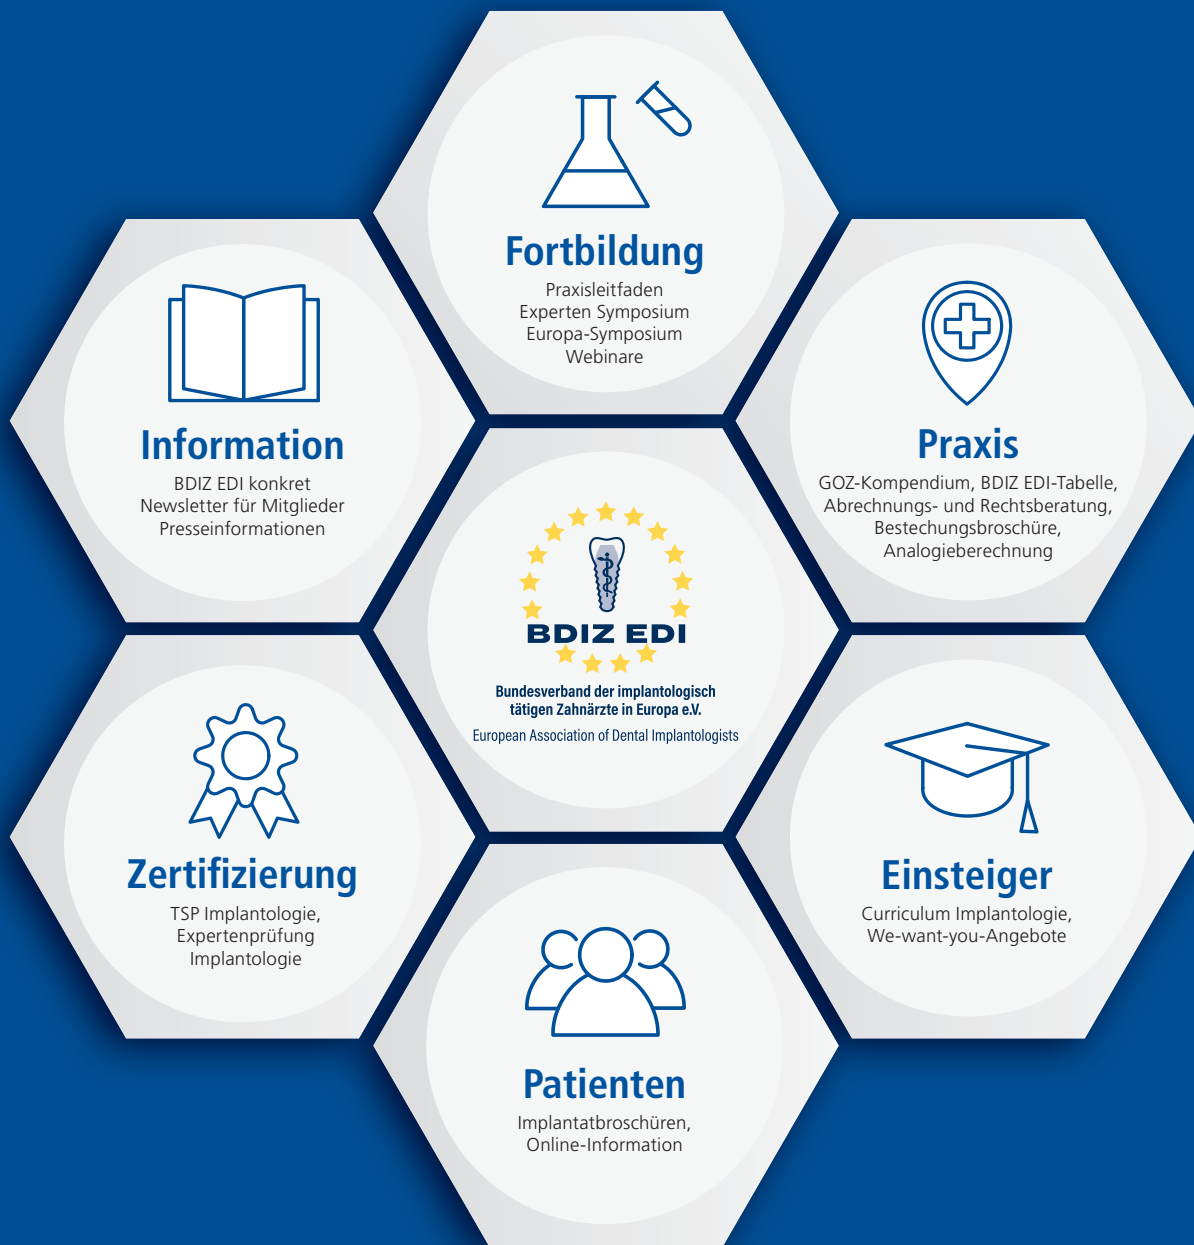 Fortbildung
Praxisleitfaden
Experten Symposium
Europa-Symposium
Webinare
Information
BDIZ EDI konkret
Newsletter für Mitglieder
Presseinformationen
Praxis
GOZ-Kompendium, BDIZ EDI-Tabelle,
Abrechnungs- und Rechtsberatung,
Bestechungsbroschüre,
Analogieberechnung
BDIZ EDI
Bundesverband der implantologisch
tätigen Zahnärzte in Europa e.V.
European Association of Dental Implantologists
Zertifizierung
TSP Implantologie,
Expertenprüfung
Implantologie
Einsteiger
Curriculum Implantologie,
We-want-you-Angebote
Patienten
Implantatbroschüren,
Online-Information